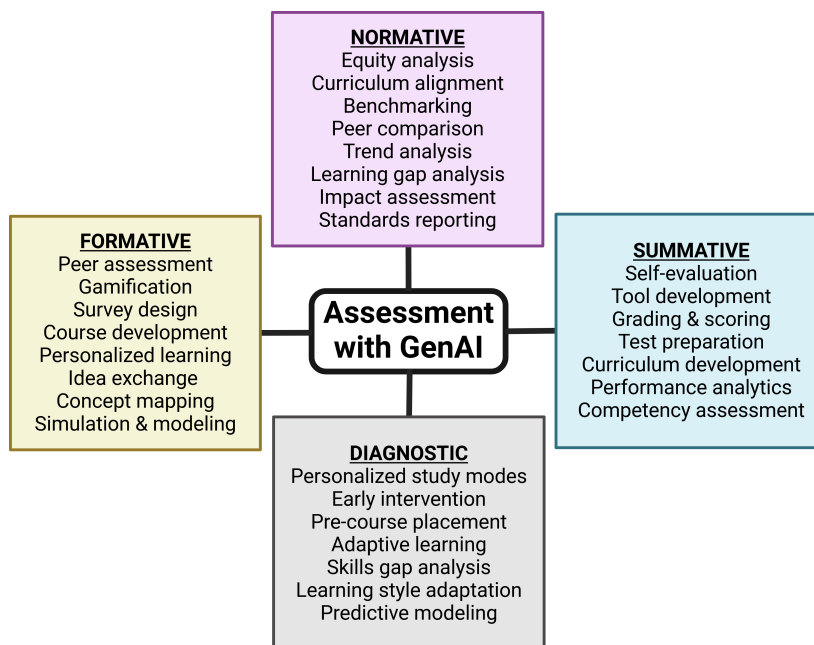 NORMATIVE
Equity analysis
Curriculum alignment
Benchmarking
Peer comparison
Trend analysis
Learning gap analysis
Impact assessment
Standards reporting
FORMATIVE
Peer assessment
Gamification
Survey design
Course development
Personalized learning
Idea exchange
Concept mapping
Simulation & modeling
Assessment
with GenAI
SUMMATIVE
Self-evaluation
Tool development
Grading & scoring
Test preparation
Curriculum development
Performance analytics
Competency assessment
DIAGNOSTIC
Personalized study modes
Early intervention
Pre-course placement
Adaptive learning
Skills gap analysis
Learning style adaptation
Predictive modeling